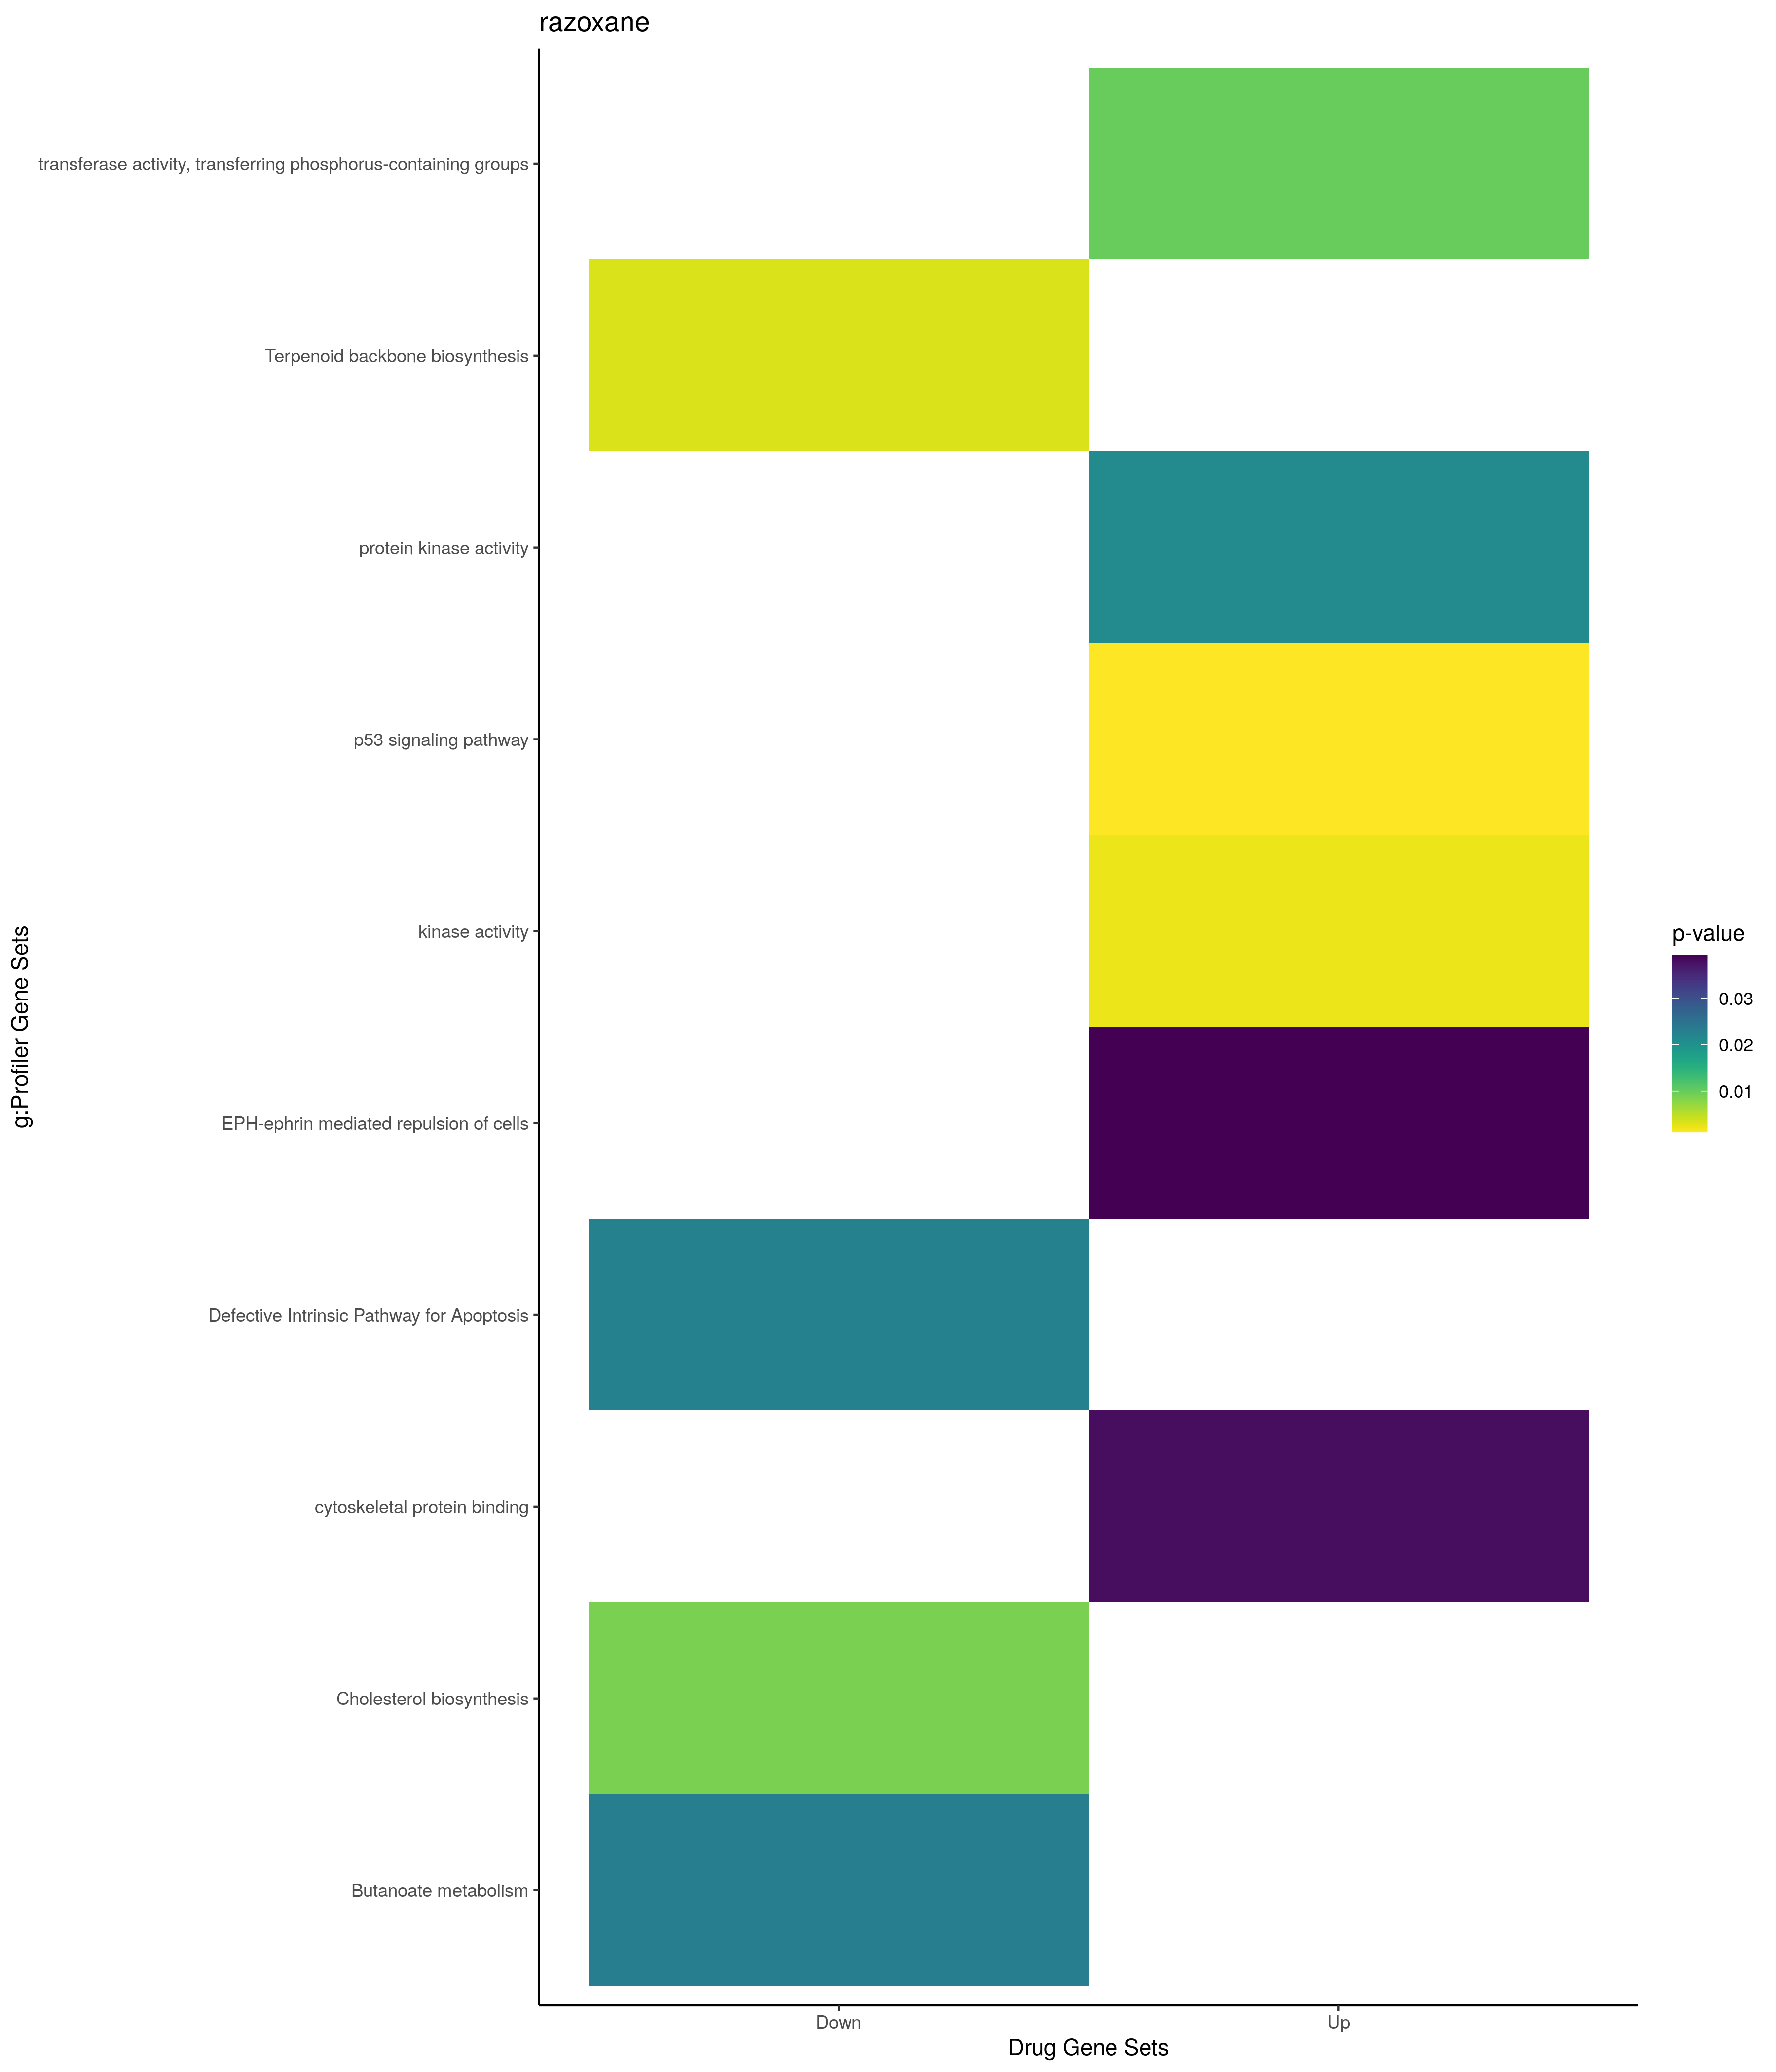 razoxane
transferase activity, transferring phosphorus-containing groups
Terpenoid backbone biosynthesis
protein kinase activity
p53 signaling pathway
kinase activity
EPH-ephrin mediated repulsion of cells
Defective Intrinsic Pathway for Apoptosis
cytoskeletal protein binding
Cholesterol biosynthesis
Butanoate metabolism
g:Profiler Gene Sets
Down
Up
Drug Gene Sets
p-value
0.03
0.02
0.01